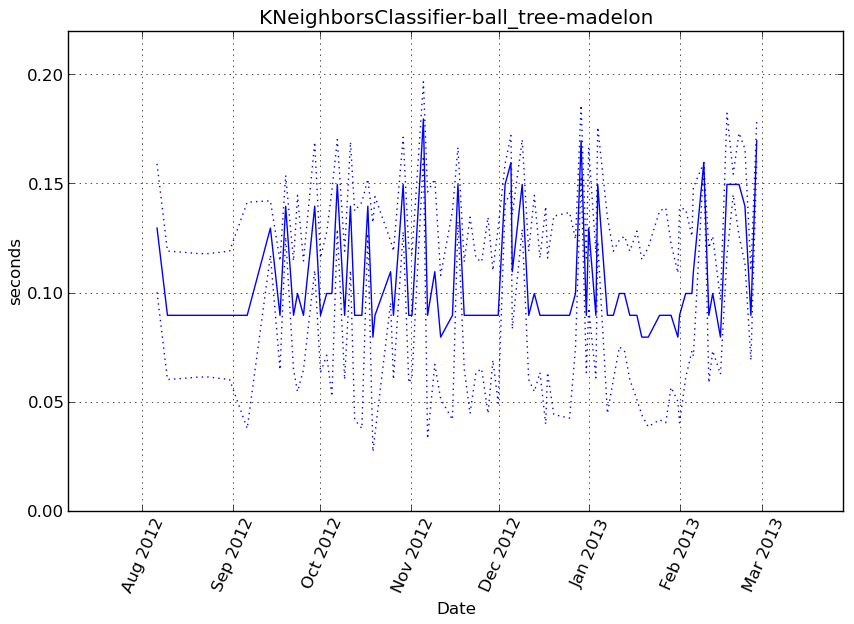 KNeighborsClassifier-ball_tree-madelon
0.20
0.15
0.10
0.05
0.00
seconds
Aug 2012
Sep 2012
Oct 2012
Nov 2012
Dec 2012
Jan 2013
Feb 2013
Mar 2013
Date